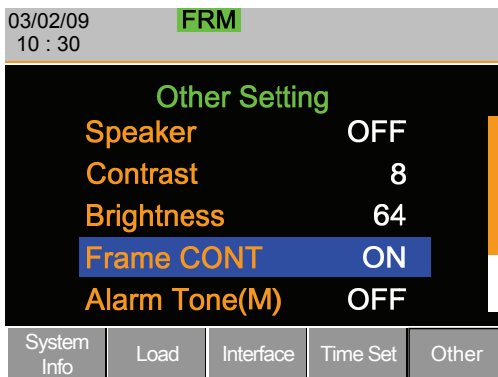 03/02/09 FRM
10 : 30
Other Setting
Speaker OFF
Contrast 8
Brightness 64
Frame CONT ON
Alarm Tone(M) OFF
System Info Load Interface Time Set Other